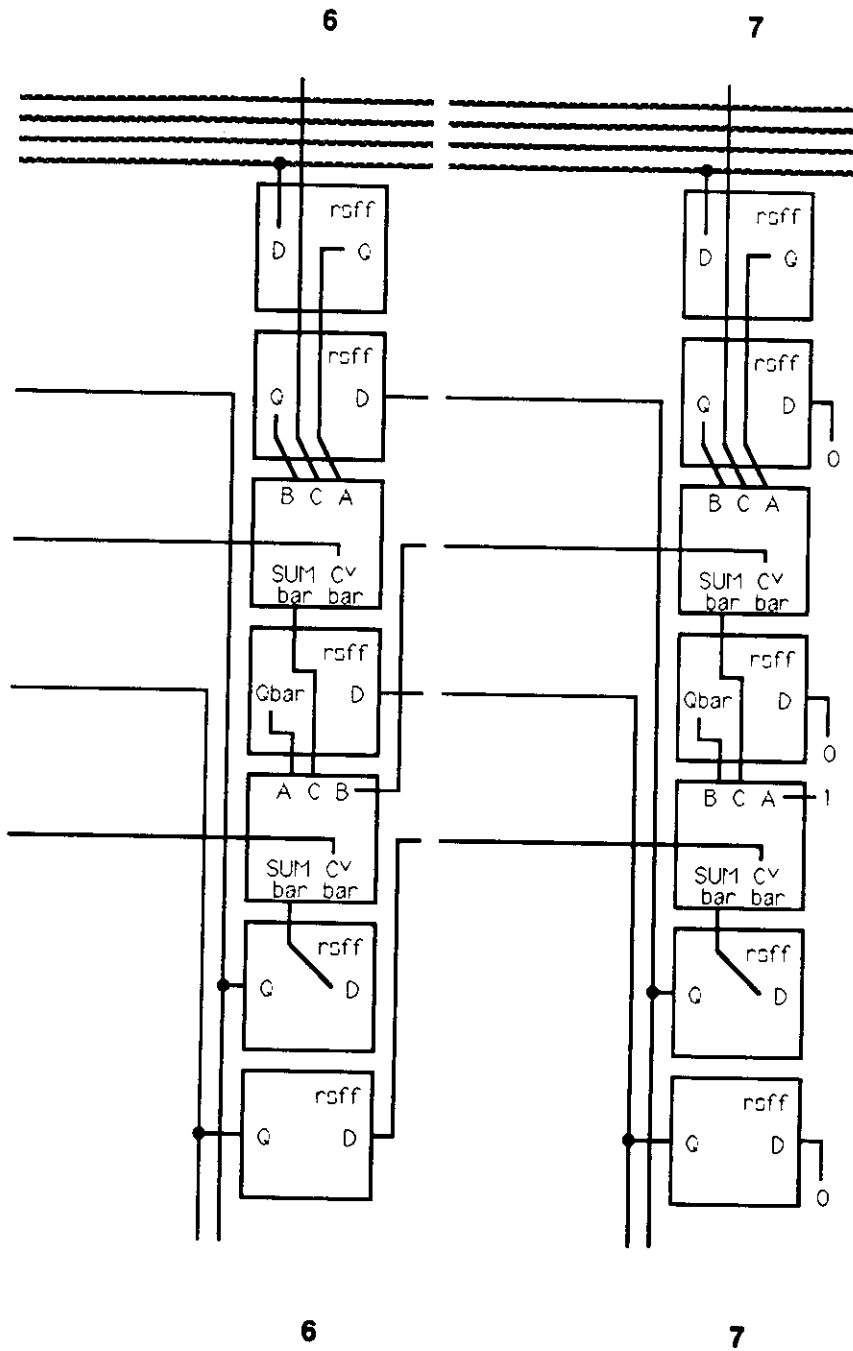 6 7
rsff rsff
D Q D Q
rsff rsff
Q D Q D
0
B C A B C A
SUM Cv SUM Cv
bar bar bar bar
rsff rsff
Qbar D Qbar D
0
A C B B C A 1
SUM Cv SUM Cv
bar bar bar bar
rsff rsff
Q D Q D
rsff rsff
Q D Q D
0
6 7